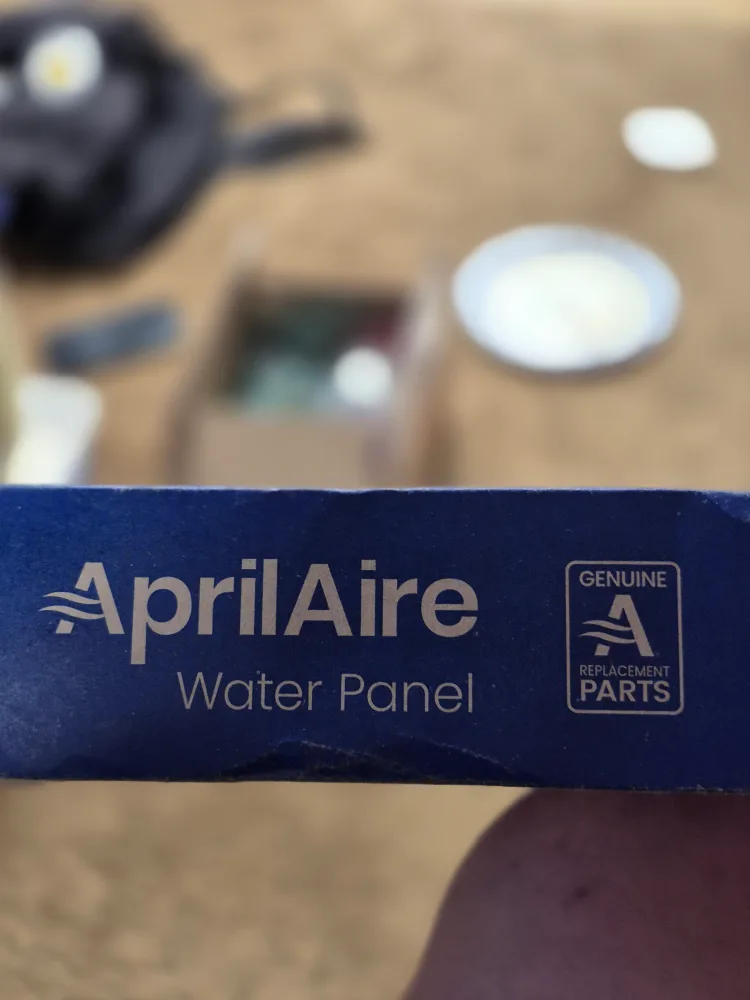 AprilAire
Water Panel
GENUINE
A
REPLACEMENT
PARTS